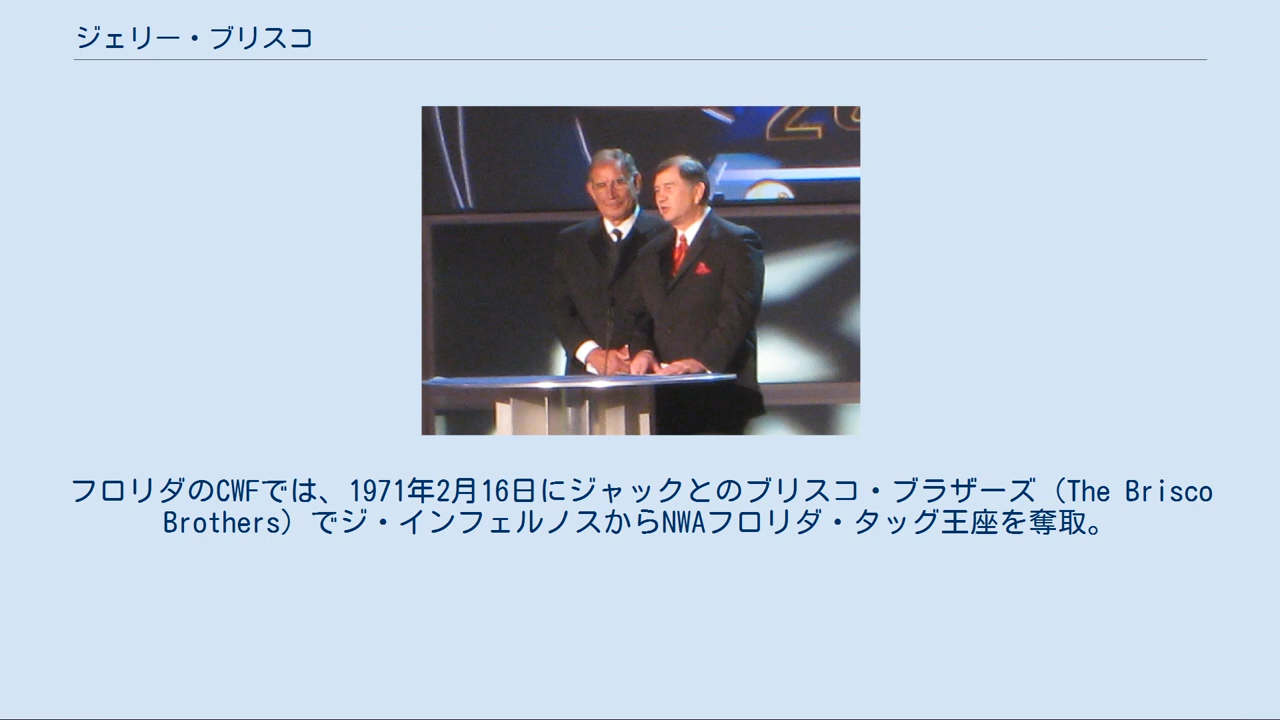 ジェリー・ブリスコ
フロリダのCWFでは、1971年2月16日にジャックとのブリスコ・ブラザーズ（The Brisco
Brothers）でジ・インフェルノスからNWAフロリダ・タッグ王座を奪取。